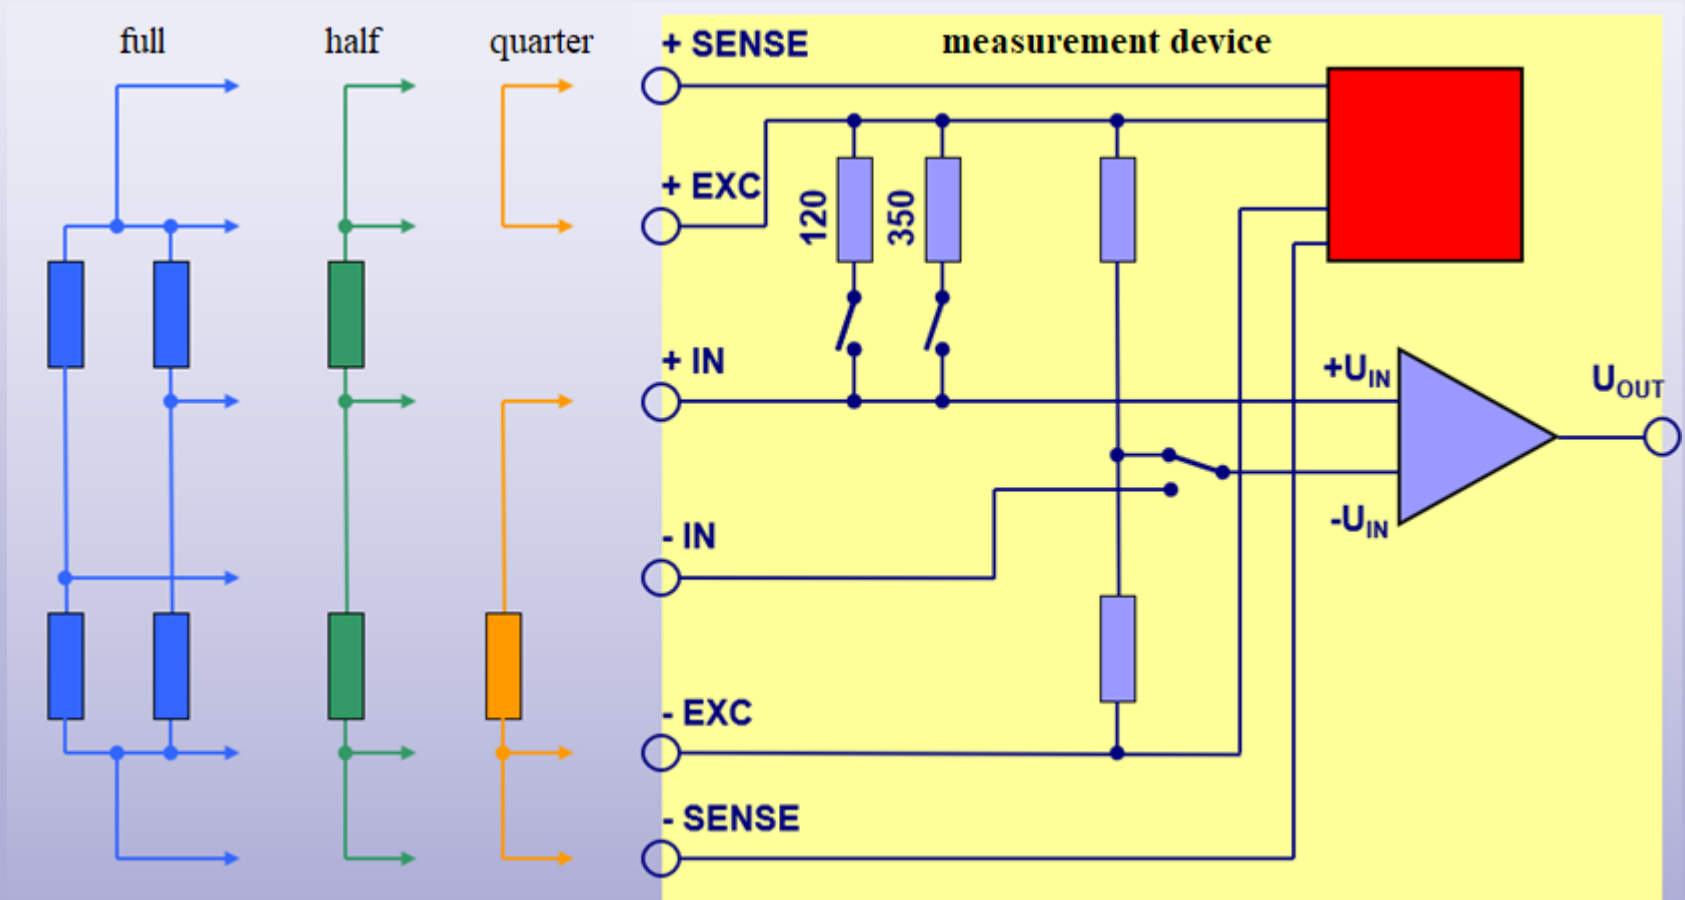 full
half
quarter
+ SENSE
measurement device
+ EXC
120
350
+ IN
+UIN
UOUT
- IN
-UIN
- EXC
- SENSE